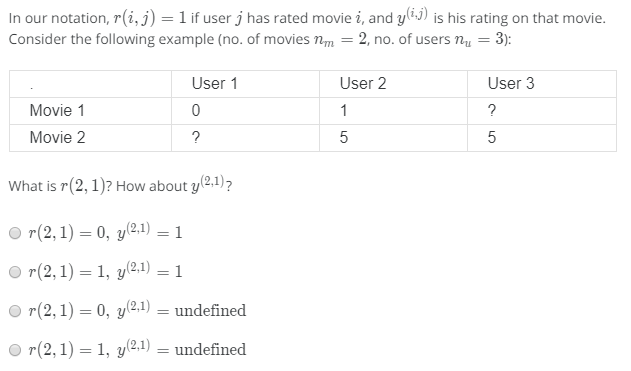 In our notation, r(i, j) = 1 if user j has rated movie i, and y^(i,j) is his rating on that movie.
Consider the following example (no. of movies n_m = 2, no. of users n_u = 3):
. User 1 User 2 User 3
Movie 1 0 1 ?
Movie 2 ? 5 5
What is r(2, 1)? How about y^(2,1)?
r(2, 1) = 0, y^(2,1) = 1
r(2, 1) = 1, y^(2,1) = 1
r(2, 1) = 0, y^(2,1) = undefined
r(2, 1) = 1, y^(2,1) = undefined